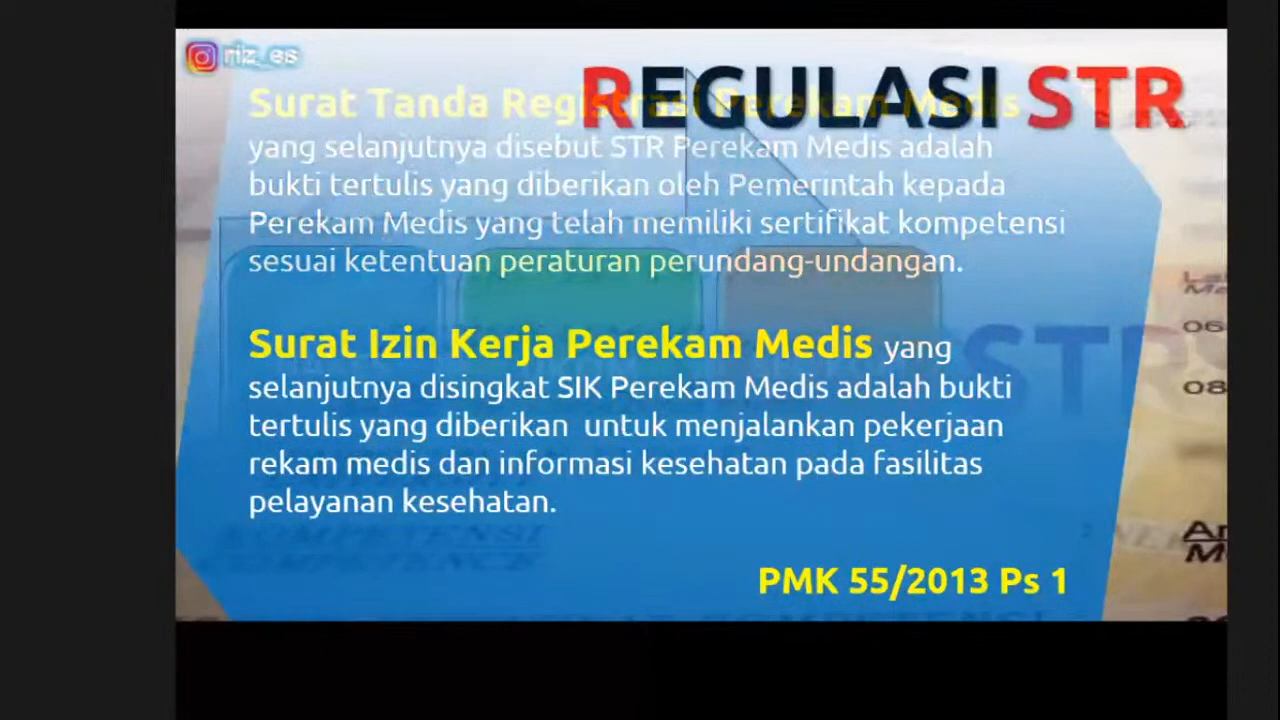 riz_es
REGULASI STR
Surat Tanda Registrasi Perekam Medis
yang selanjutnya disebut STR Perekam Medis adalah
bukti tertulis yang diberikan oleh Pemerintah kepada
Perekam Medis yang telah memiliki sertifikat kompetensi
sesuai ketentuan peraturan perundang-undangan.
Surat Izin Kerja Perekam Medis yang
selanjutnya disingkat SIK Perekam Medis adalah bukti
tertulis yang diberikan untuk menjalankan pekerjaan
rekam medis dan informasi kesehatan pada fasilitas
pelayanan kesehatan.
KOMPETENSI
COMPETENCE
PMK 55/2013 Ps 1